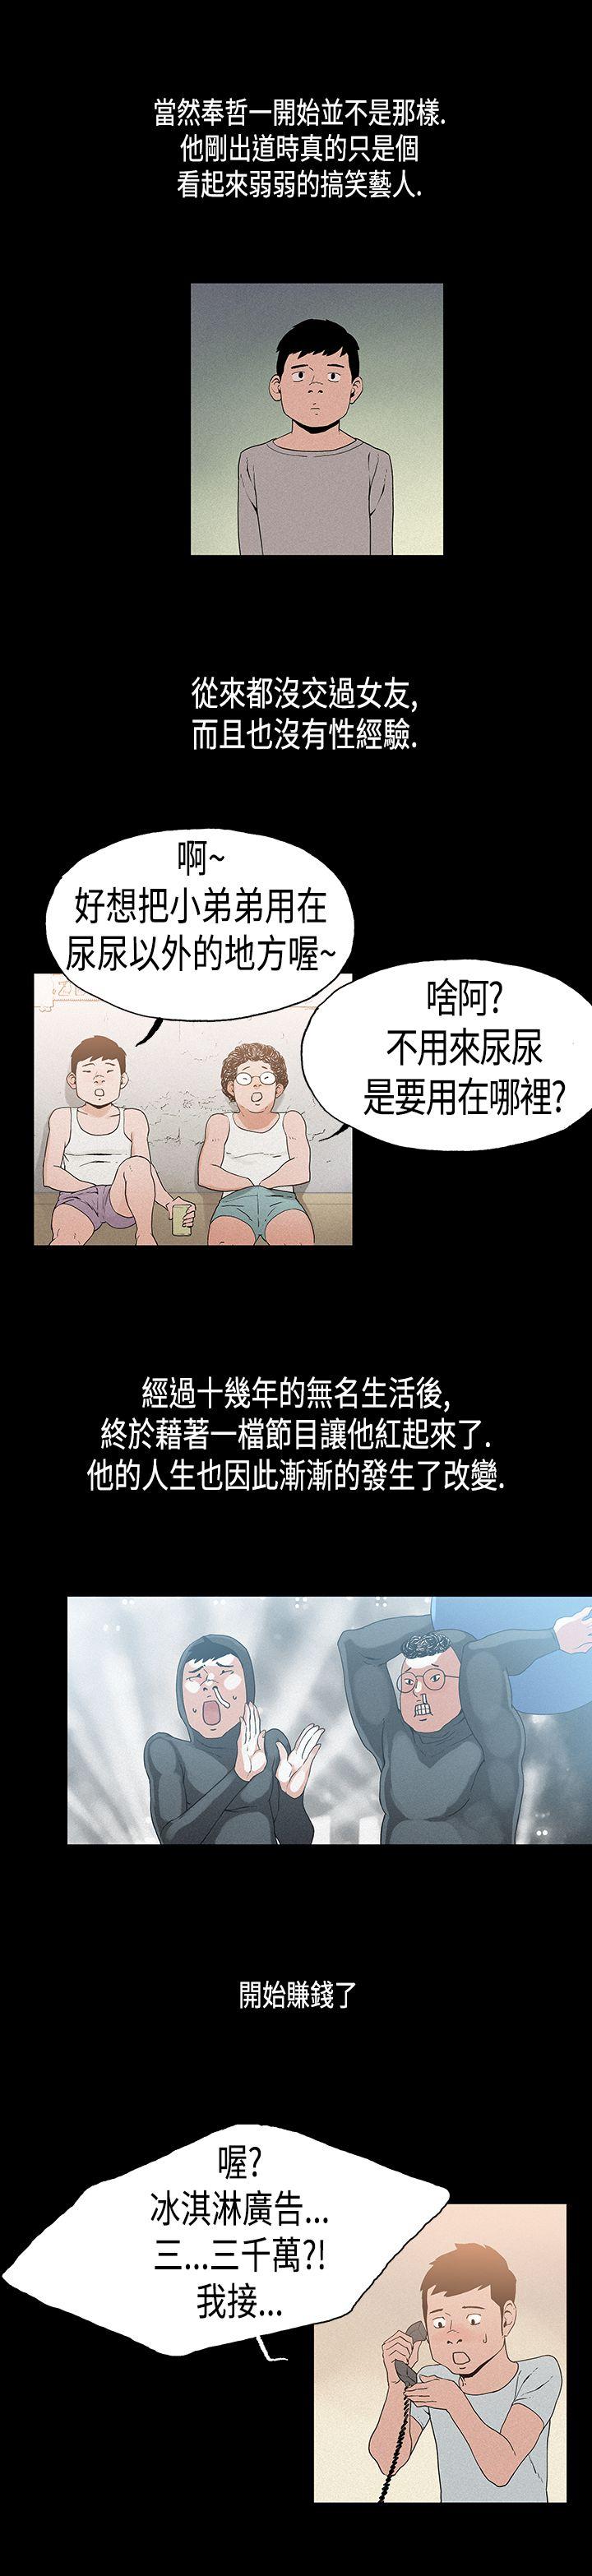 當然奉哲一開始並不是那樣.
他剛出道時真的只是個
看起來弱弱的搞笑藝人.
從來都沒交過女友,
而且也沒有性經驗.
啊~
好想把小弟弟用在
尿尿以外的地方喔~
啥阿?
不用來尿尿
是要用在哪裡?
經過十幾年的無名生活後,
終於藉著一檔節目讓他紅起來了.
他的人生也因此漸漸的發生了改變.
開始賺錢了
喔?
冰淇淋廣告...
三...三千萬?!
我接...